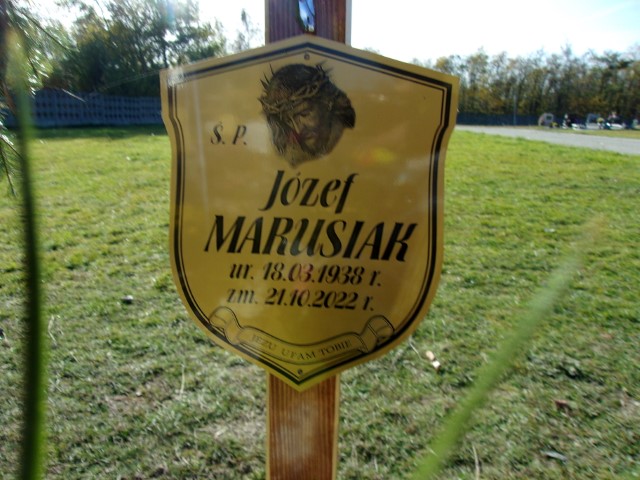 Ś. P.
Józef
MARUSIAK
ur. 18.03.1938 r.
zm. 21.10.2022 r.
JEZU UFAM TOBIE